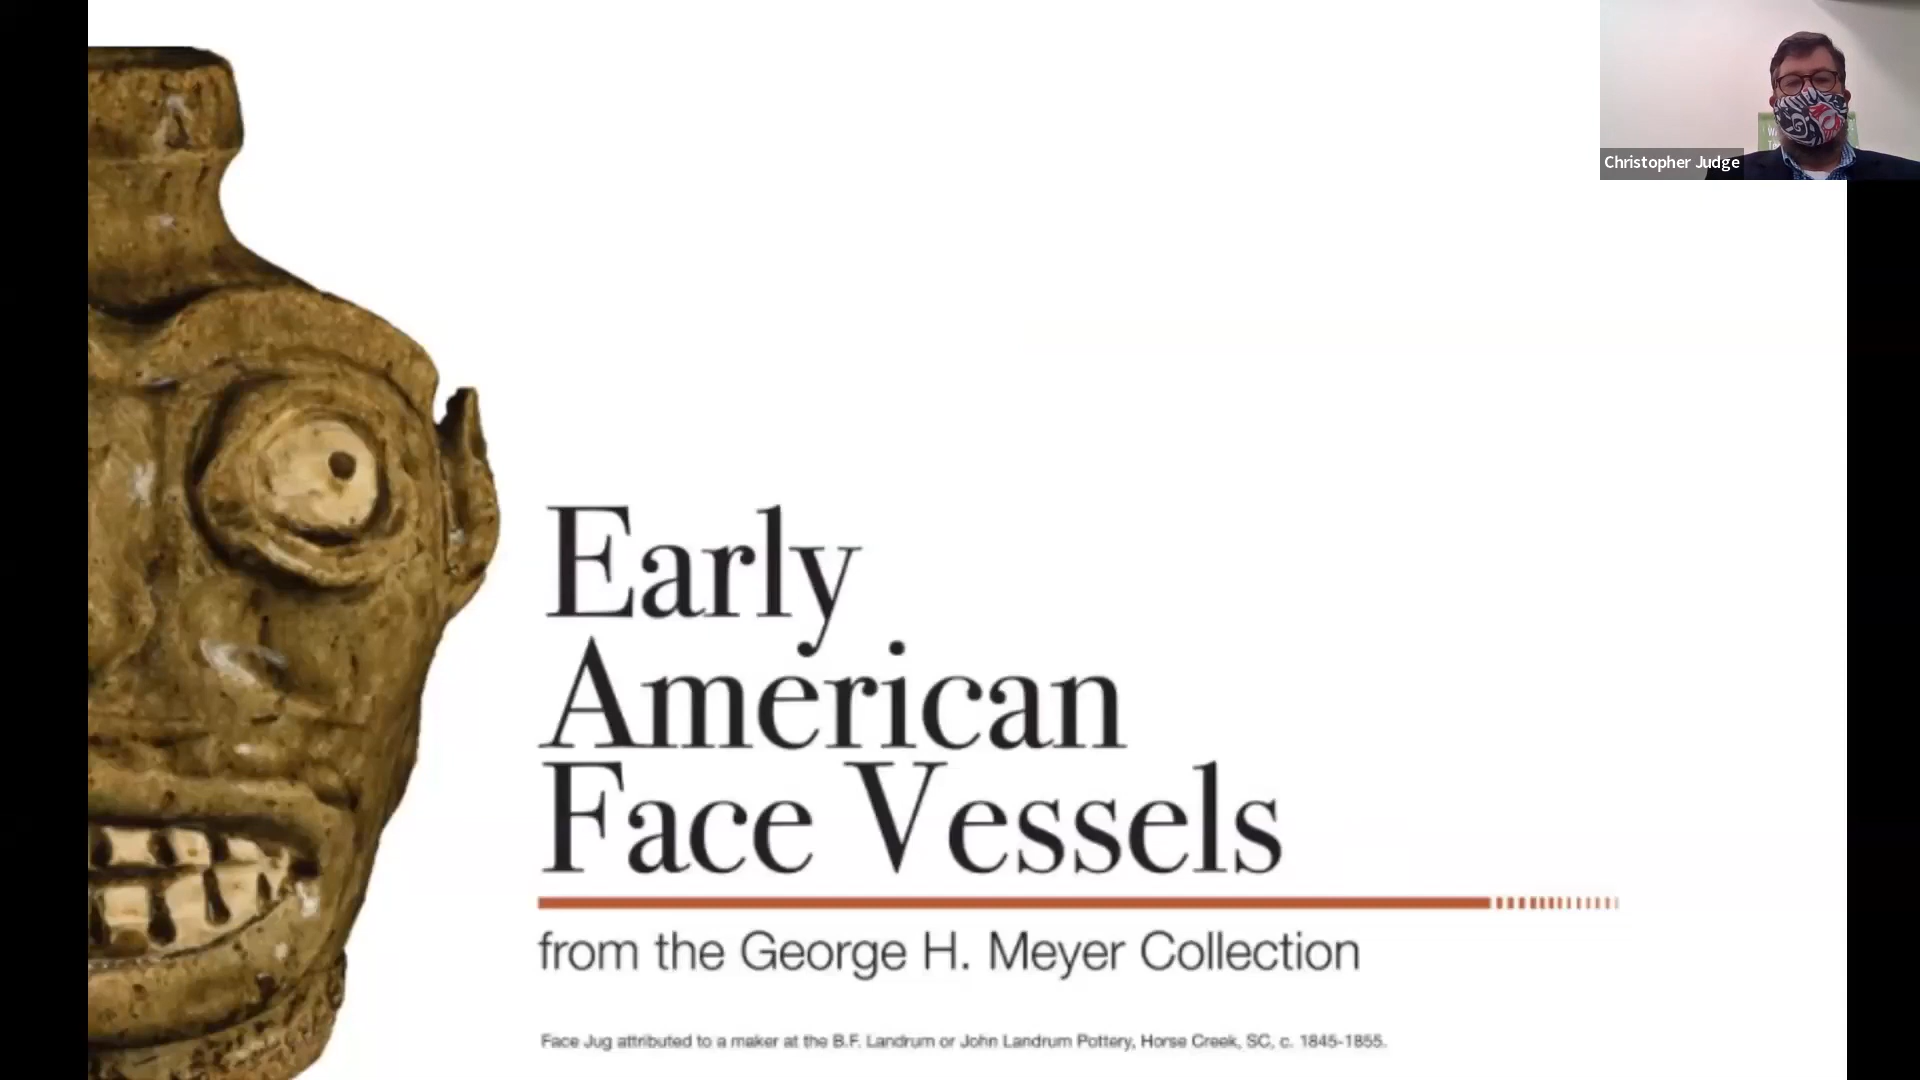 Christopher Judge
Early
American
Face Vessels
from the George H. Meyer Collection
Face Jug attributed to a maker at the B.F. Landrum or John Landrum Pottery, Horse Creek, SC, c. 1845-1855.